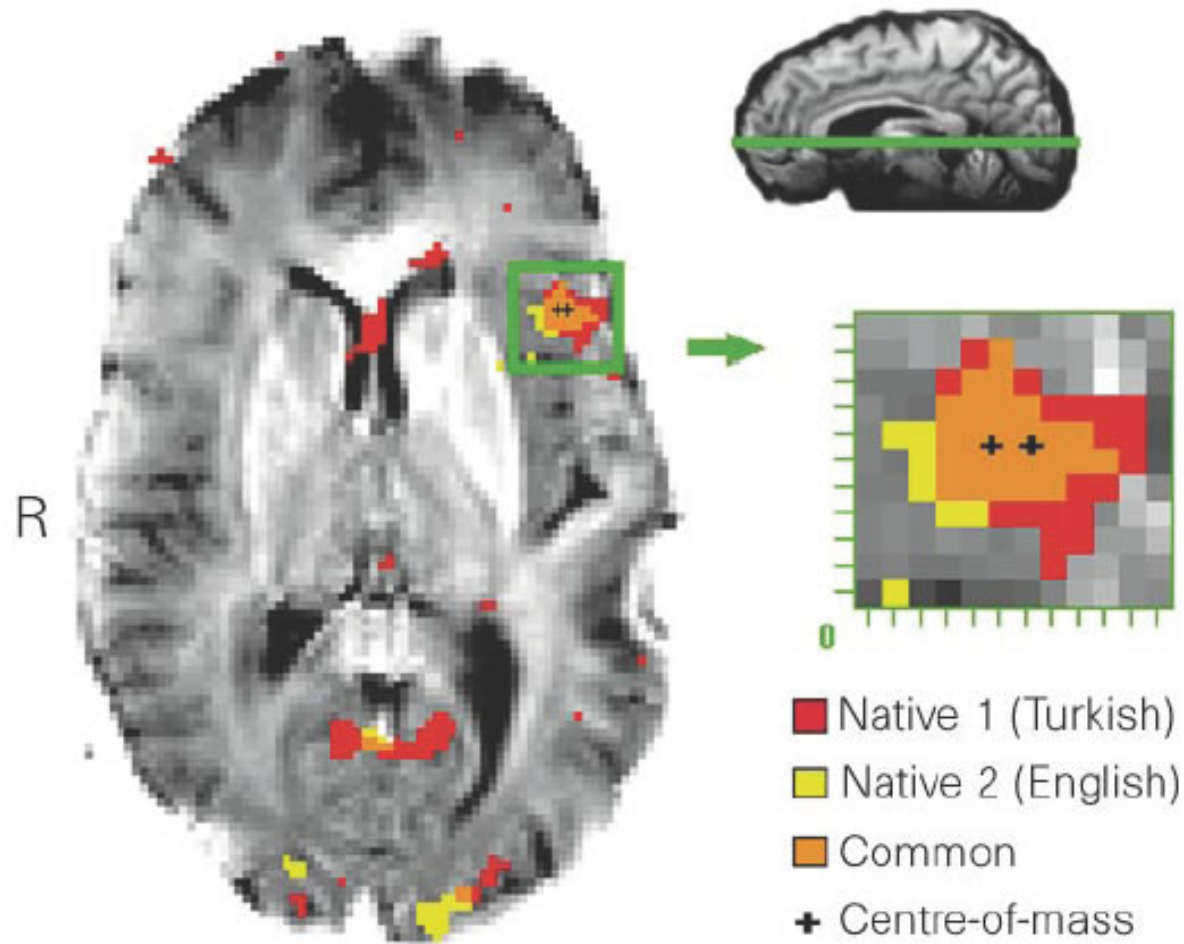 R
0
Native 1 (Turkish)
Native 2 (English)
Common
Centre-of-mass